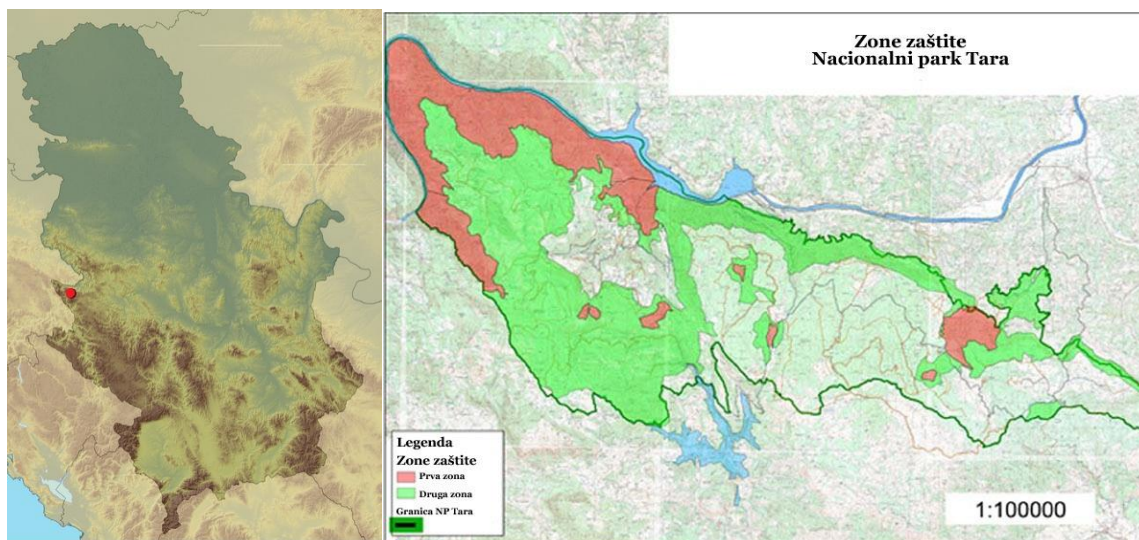 Zone zaštite
Nacionalni park Tara
Legenda
Zone zaštite
Prva zona
Druga zona
Granica NP Tara
1:100000